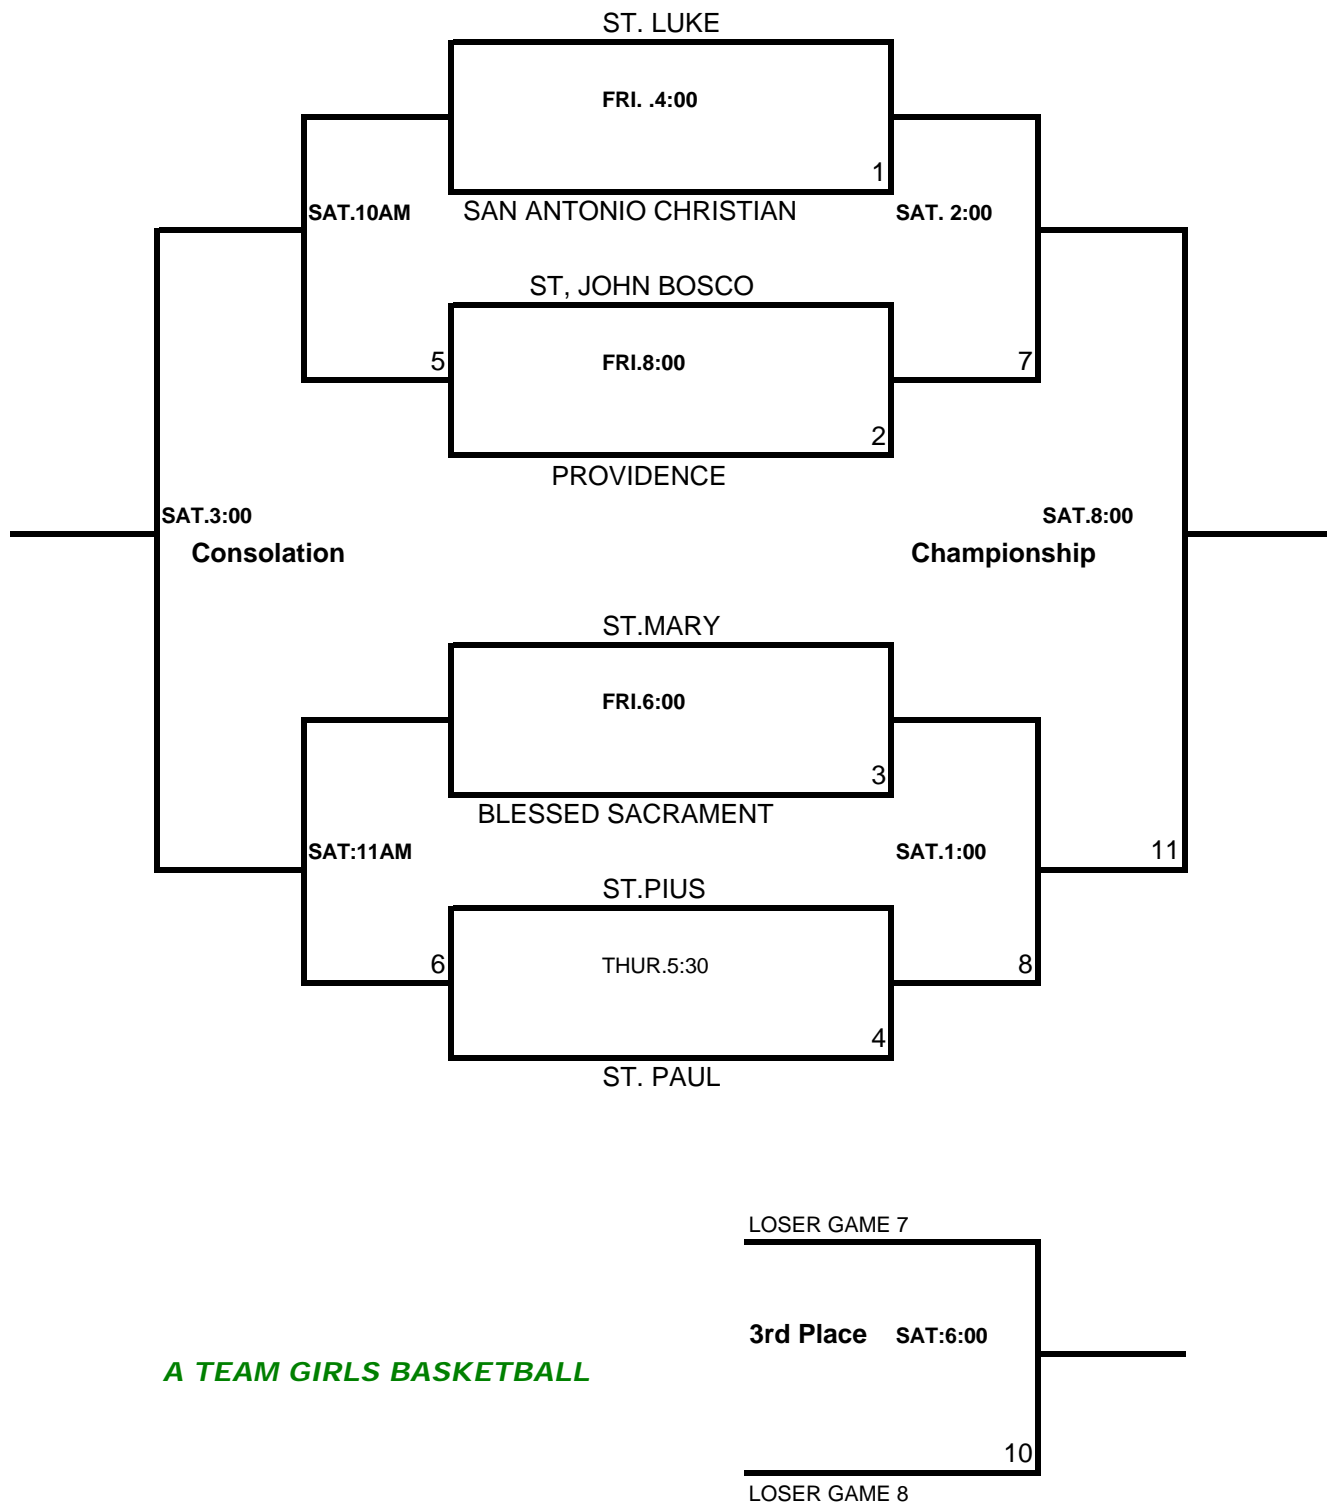 ST. LUKE
FRI. .4:00
1
SAT.10AM
SAN ANTONIO CHRISTIAN
SAT. 2:00
ST, JOHN BOSCO
5
FRI.8:00
7
2
PROVIDENCE
SAT.3:00
SAT.8:00
Consolation
Championship
ST.MARY
FRI.6:00
3
BLESSED SACRAMENT
SAT:11AM
SAT.1:00
11
ST.PIUS
6
THUR.5:30
8
4
ST. PAUL
LOSER GAME 7
3rd Place SAT:6:00
A TEAM GIRLS BASKETBALL
10
LOSER GAME 8